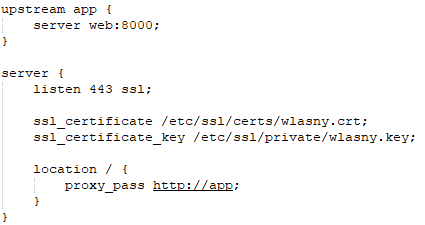 upstream app {
    server web:8000;
}

server {
    listen 443 ssl;

    ssl_certificate /etc/ssl/certs/wlasny.crt;
    ssl_certificate_key /etc/ssl/private/wlasny.key;

    location / {
        proxy_pass http://app;
    }
}